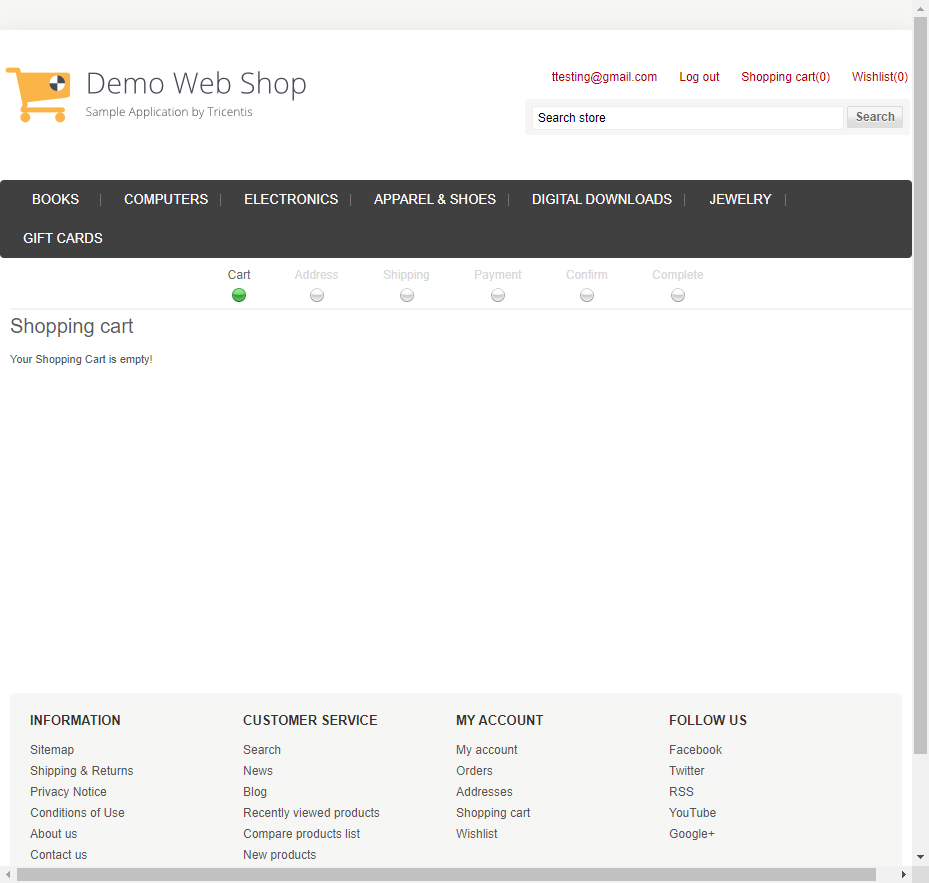 Demo Web Shop
Sample Application by Tricentis
ttesting@gmail.com Log out Shopping cart(0) Wishlist(0)
Search store Search
BOOKS COMPUTERS ELECTRONICS APPAREL & SHOES DIGITAL DOWNLOADS JEWELRY
GIFT CARDS
Cart Address Shipping Payment Confirm Complete
Shopping cart
Your Shopping Cart is empty!
INFORMATION
Sitemap
Shipping & Returns
Privacy Notice
Conditions of Use
About us
Contact us
CUSTOMER SERVICE
Search
News
Blog
Recently viewed products
Compare products list
New products
MY ACCOUNT
My account
Orders
Addresses
Shopping cart
Wishlist
FOLLOW US
Facebook
Twitter
RSS
YouTube
Google+